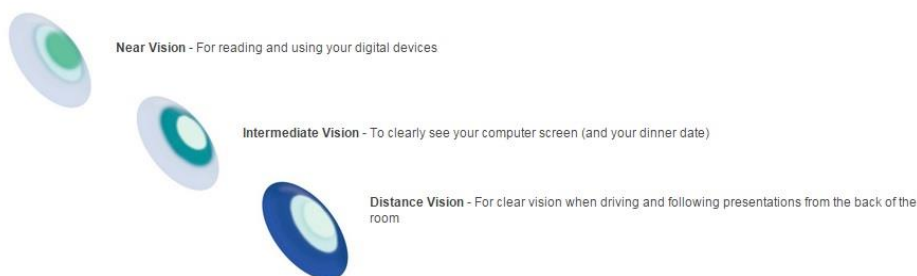 Near Vision - For reading and using your digital devices
Intermediate Vision - To clearly see your computer screen (and your dinner date)
Distance Vision - For clear vision when driving and following presentations from the back of the
room